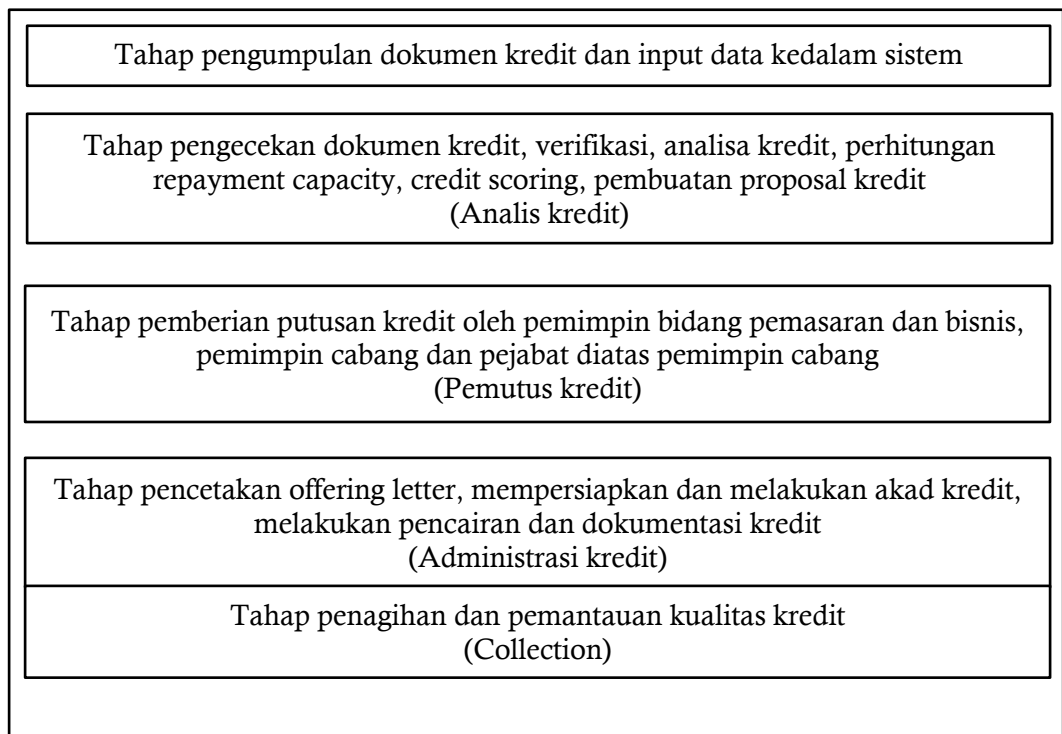 Tahap pengumpulan dokumen kredit dan input data kedalam sistem
Tahap pengecekan dokumen kredit, verifikasi, analisa kredit, perhitungan
repayment capacity, credit scoring, pembuatan proposal kredit
(Analis kredit)
Tahap pemberian putusan kredit oleh pemimpin bidang pemasaran dan bisnis,
pemimpin cabang dan pejabat diatas pemimpin cabang
(Pemutus kredit)
Tahap pencetakan offering letter, mempersiapkan dan melakukan akad kredit,
melakukan pencairan dan dokumentasi kredit
(Administrasi kredit)
Tahap penagihan dan pemantauan kualitas kredit
(Collection)